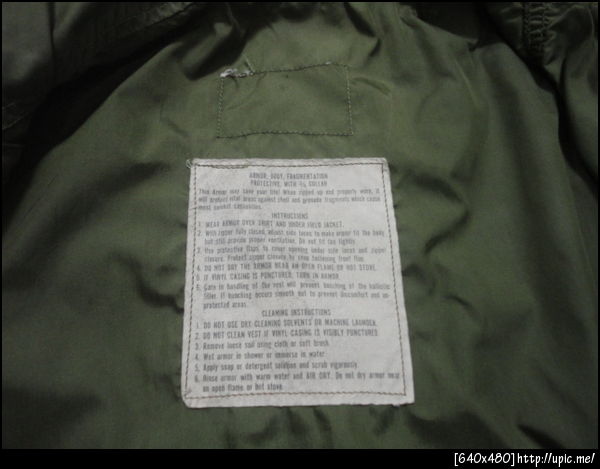 ARMOR, BODY, FRAGMENTATION
PROTECTIVE, WITH 3/4 COLLAR
This Armor may save your life! When zipped up and properly worn, it
will protect vital areas against shell and grenade fragments which cause
most combat casualties.
INSTRUCTIONS
1. WEAR ARMOR OVER SHIRT AND UNDER FIELD JACKET.
2. With zipper fully closed, adjust side laces to make armor fit the body
but still provide proper ventilation. Do not fit too tightly.
3. Use protective flaps to cover opening under side laces and zipper
closure. Protect zipper closure by snap fastening front flap.
4. DO NOT DRY THE ARMOR NEAR AN OPEN FLAME OR HOT STOVE.
5. IF VINYL CASING IS PUNCTURED, TURN IN ARMOR.
6. Care in handling of the vest will prevent bunching of the ballistic
filler. If bunching occurs smooth out to prevent discomfort and un-
protected areas.
CLEANING INSTRUCTIONS
1. DO NOT USE DRY-CLEANING SOLVENTS OR MACHINE LAUNDER.
2. DO NOT CLEAN VEST IF VINYL CASING IS VISIBLY PUNCTURED.
3. Remove loose soil using cloth or soft brush.
4. Wet armor in shower or immerse in water.
5. Apply soap or detergent solution and scrub vigorously.
6. Rinse armor with warm water and AIR DRY. Do not dry armor near
an open flame or hot stove.
[640x480]http://upic.me/